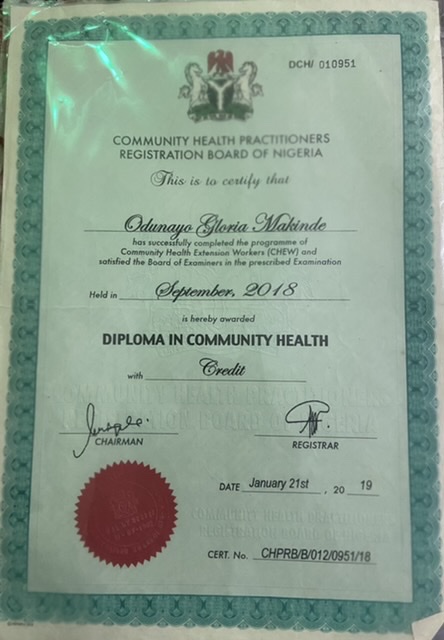 DCH/ 010951
COMMUNITY HEALTH PRACTITIONERS
REGISTRATION BOARD OF NIGERIA
This is to certify that
Odunayo Gloria Makinde
has successfully completed the programme of
Community Health Extension Workers (CHEW) and
satisfied the Board of Examiners in the prescribed Examination
Held in September, 2018
is hereby awarded
DIPLOMA IN COMMUNITY HEALTH
with Credit
CHAIRMAN
REGISTRAR
DATE January 21st, 20 19
CERT. No. CHPRB/B/012/0951/18